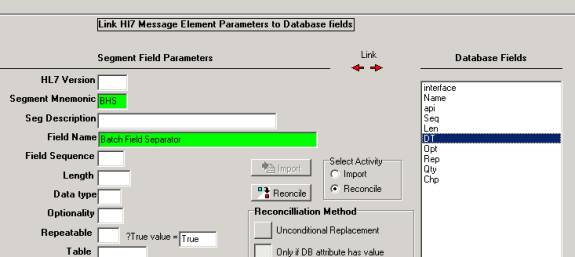 Link Hl7 Message Element Parameters to Database fields
Segment Field Parameters
Link
Database Fields
HL7 Version
Segment Mnemonic BHS
Seg Description
Field Name Batch Field Separator
Field Sequence
Length
Data type
Optionality
Repeatable ?True value = True
Table
Import
Reoncile
Select Activity
Import
Reconcile
Reconcilliation Method
Unconditional Replacement
Only if DB attribute has value
interface
Name
api
Seq
Len
DT
Opt
Rep
Qty
Chp